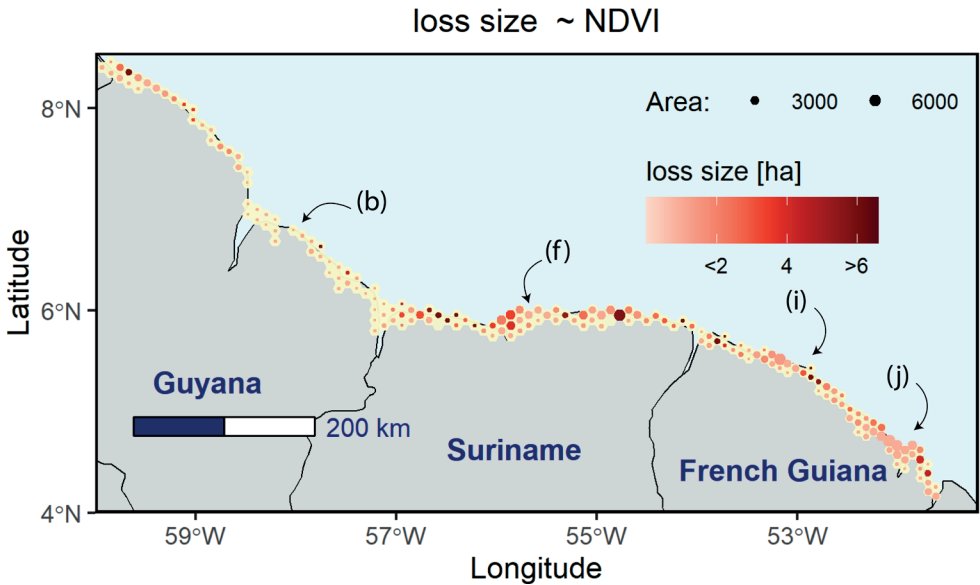 loss size ~ NDVI
Area: 3000 6000
8°N
loss size [ha]
(b)
<2 4 >6
(f)
6°N
(i)
Latitude
(j)
Guyana
200 km
Suriname
French Guiana
4°N
59°W 57°W 55°W 53°W
Longitude